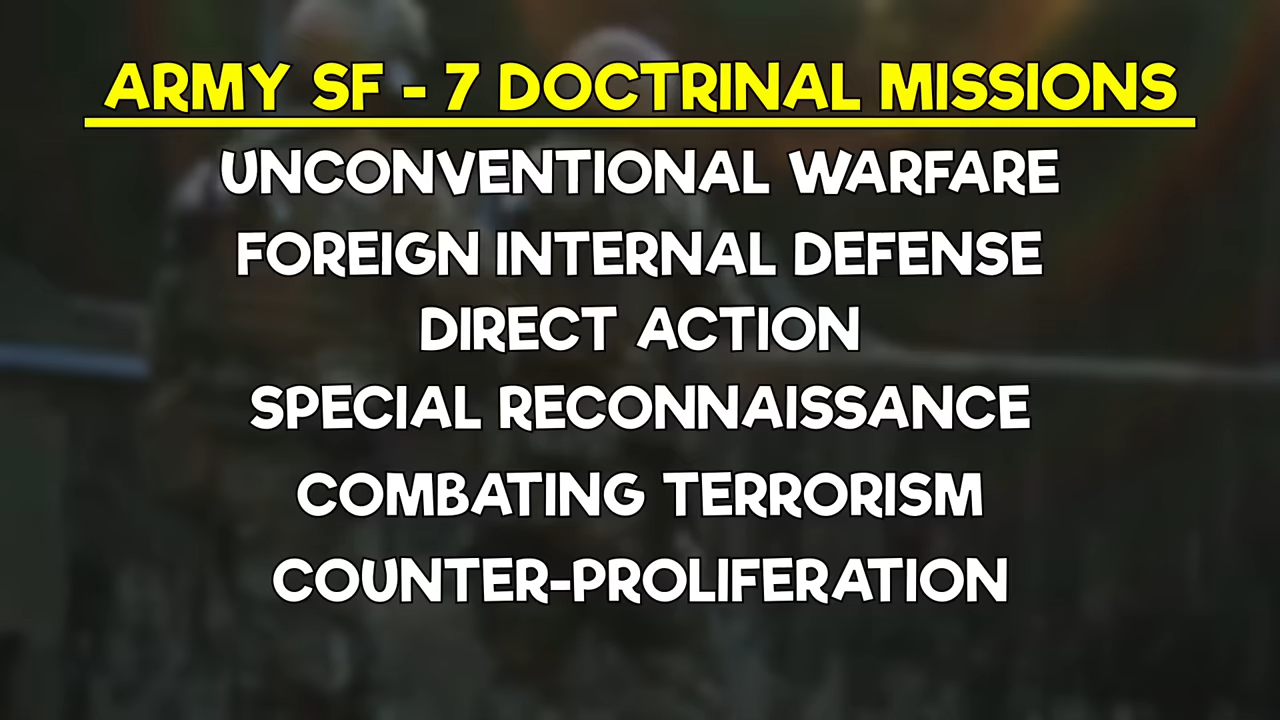 ARMY SF - 7 DOCTRINAL MISSIONS
UNCONVENTIONAL WARFARE
FOREIGN INTERNAL DEFENSE
DIRECT ACTION
SPECIAL RECONNAISSANCE
COMBATING TERRORISM
COUNTER-PROLIFERATION